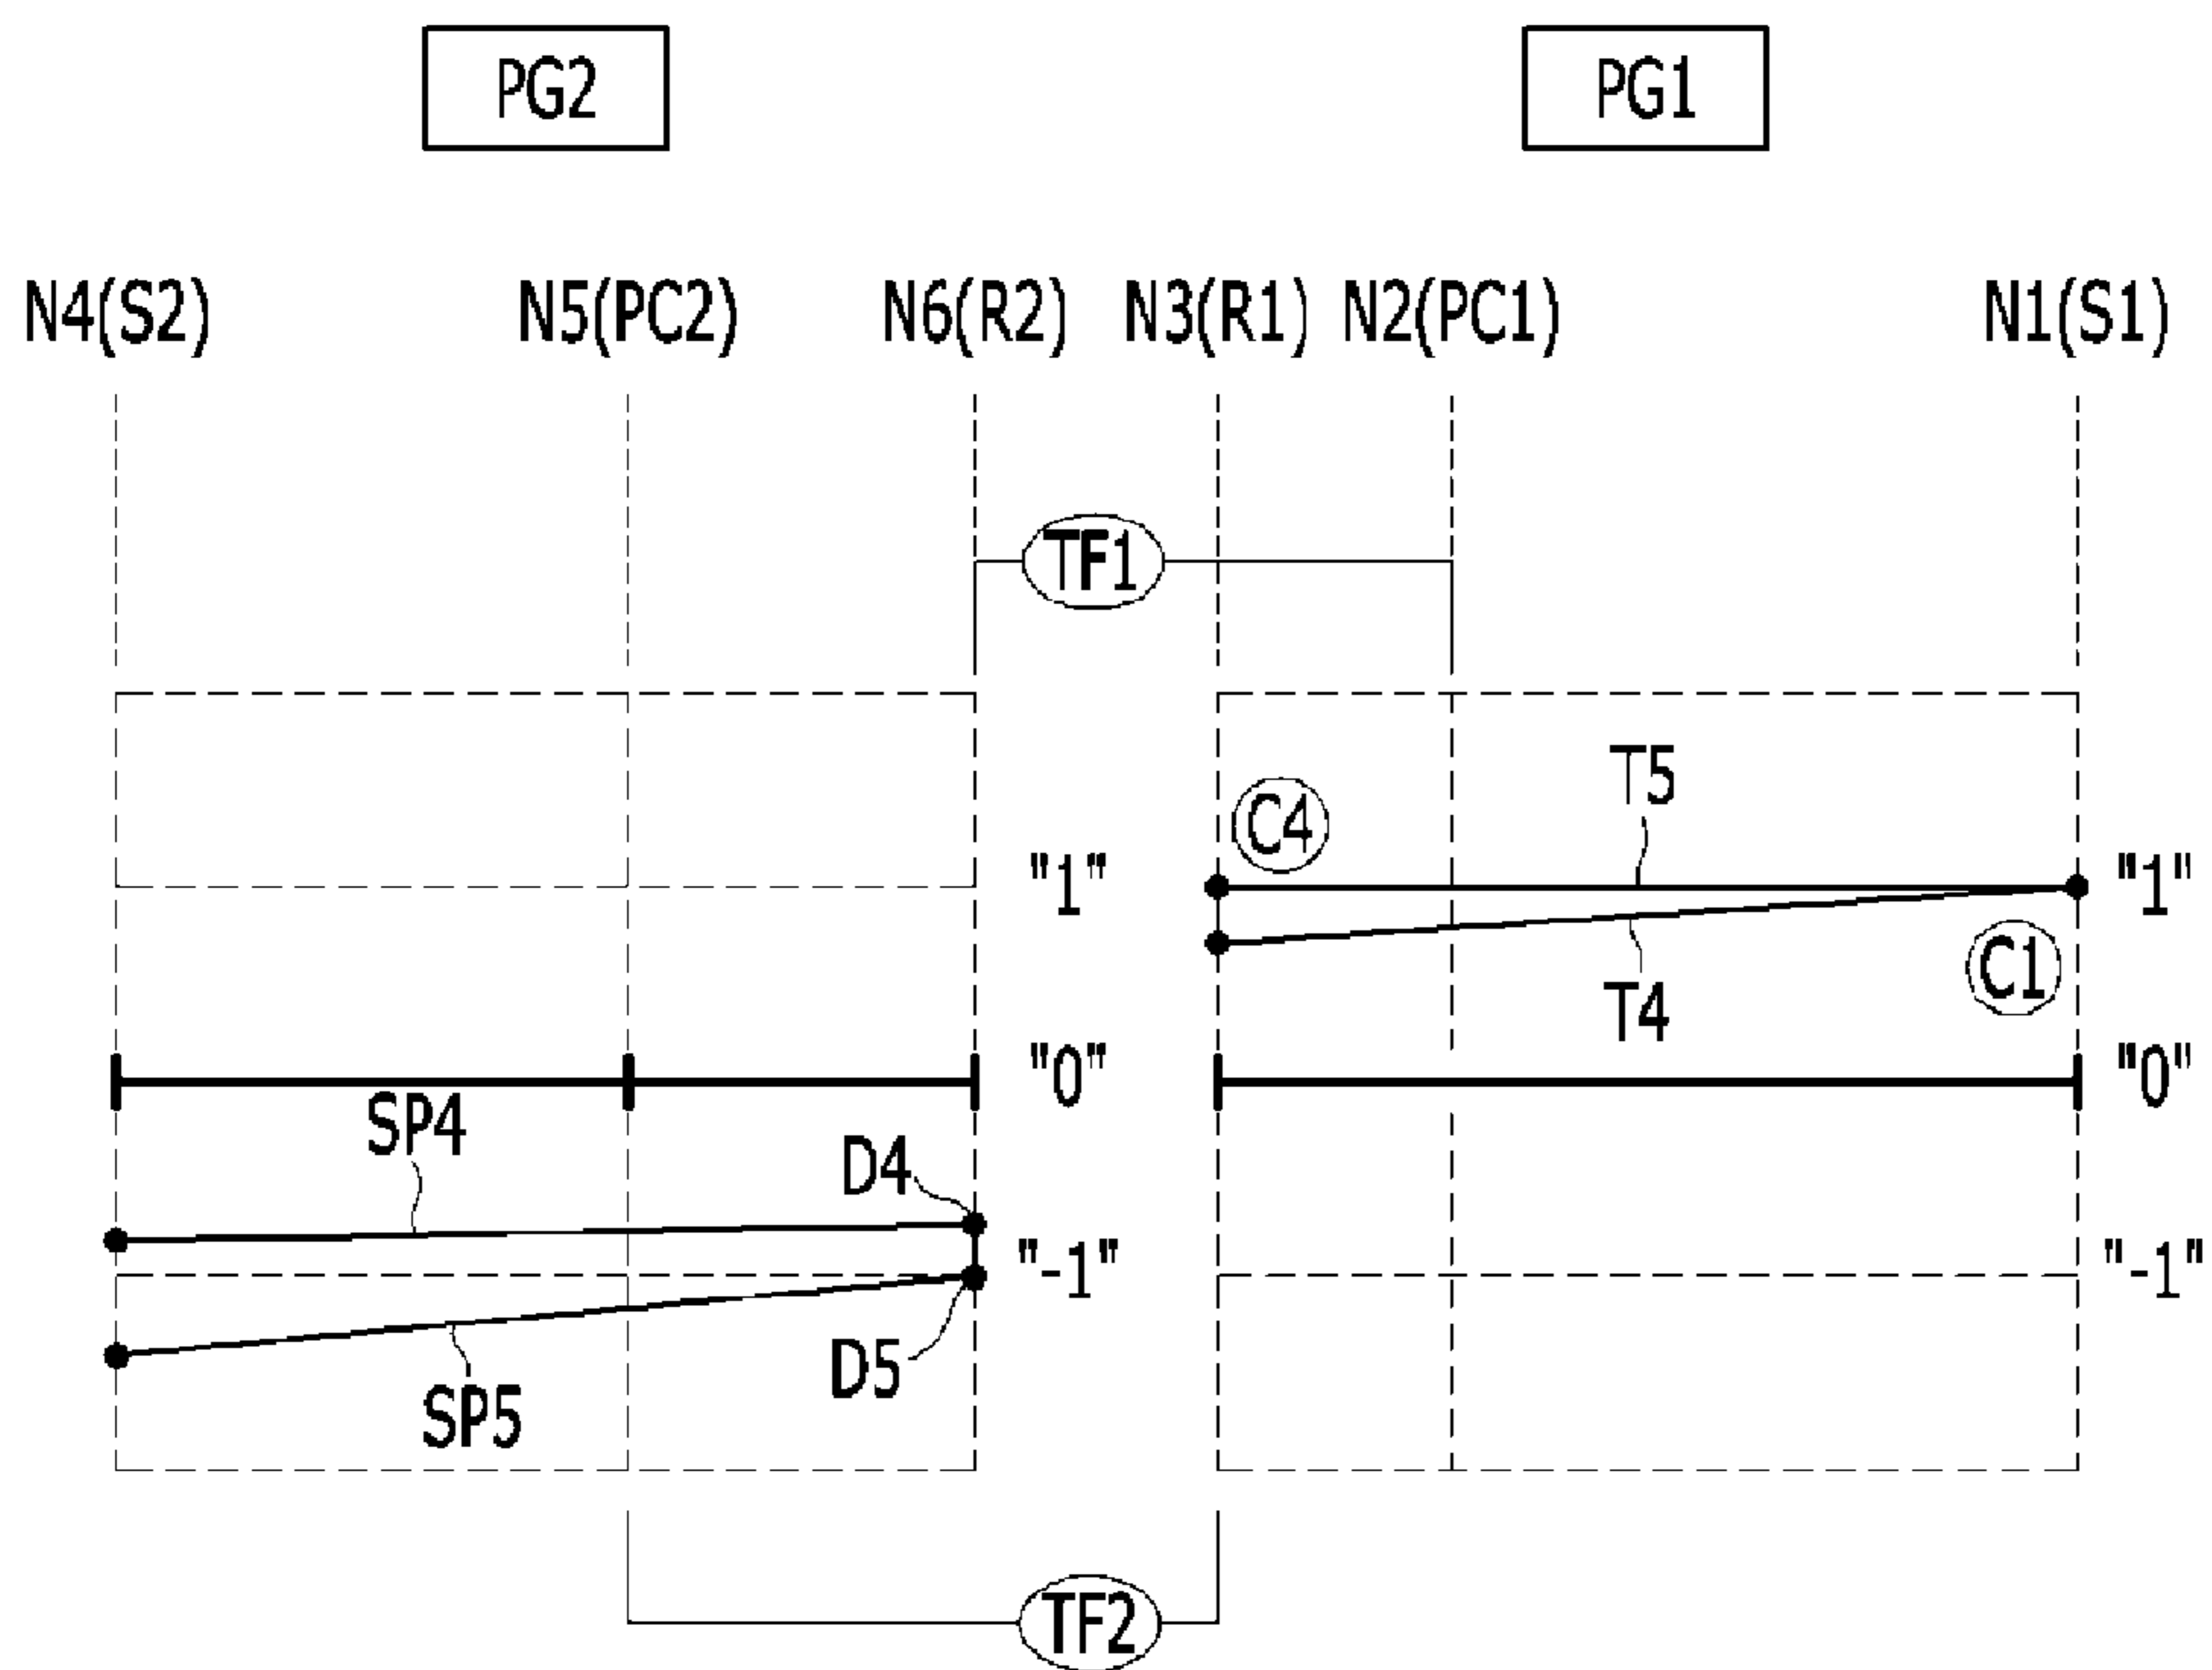 PG2
PG1
N4(S2) N5(PC2) N6(R2) N3(R1) N2(PC1) N1(S1)
TF1
T5
C4
"1"
"1"
C1
T4
"0"
"0"
SP4
D4
"-1"
"-1"
D5
SP5
TF2